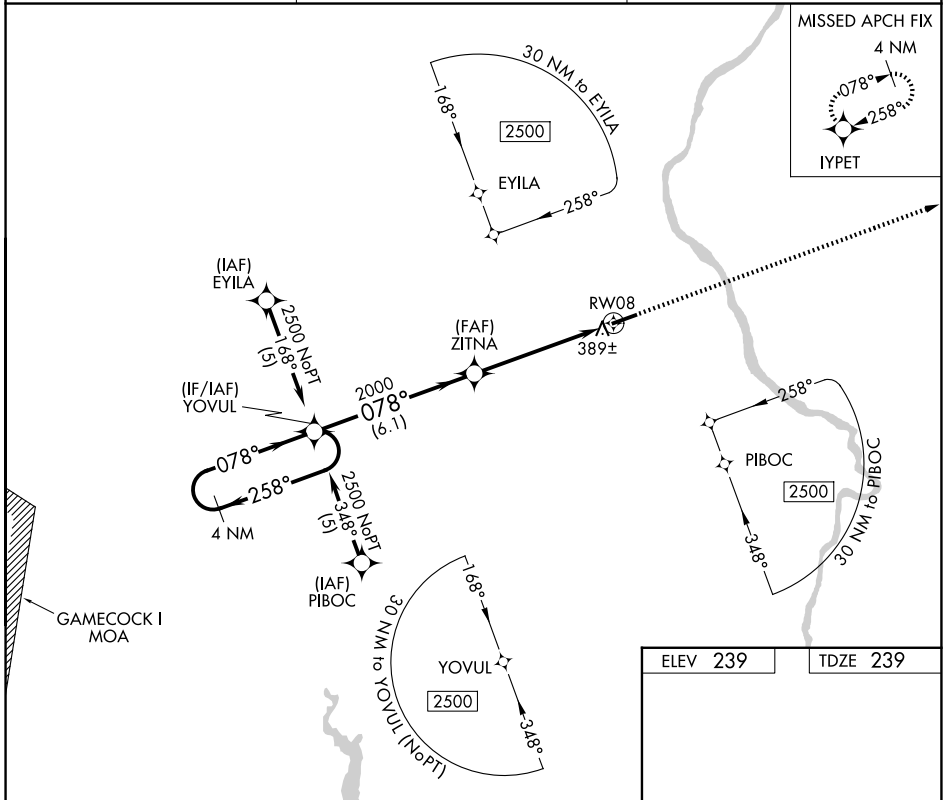 MISSED APCH FIX
4 NM
078°
258°
IYPET
30 NM to EYILA
168°
2500
EYILA
258°
(IAF)
EYILA
2500 NoPT
168°
(5)
RW08
389±
(FAF)
ZITNA
(IF/IAF)
YOVUL
2000
078°
(6.1)
078°
258°
4 NM
2500 NoPT
348°
(5)
(IAF)
PIBOC
258°
PIBOC
2500
348°
30 NM to PIBOC
GAMECOCK I
MOA
168°
YOVUL
2500
348°
30 NM to YOVUL (NoPT)
ELEV 239
TDZE 239